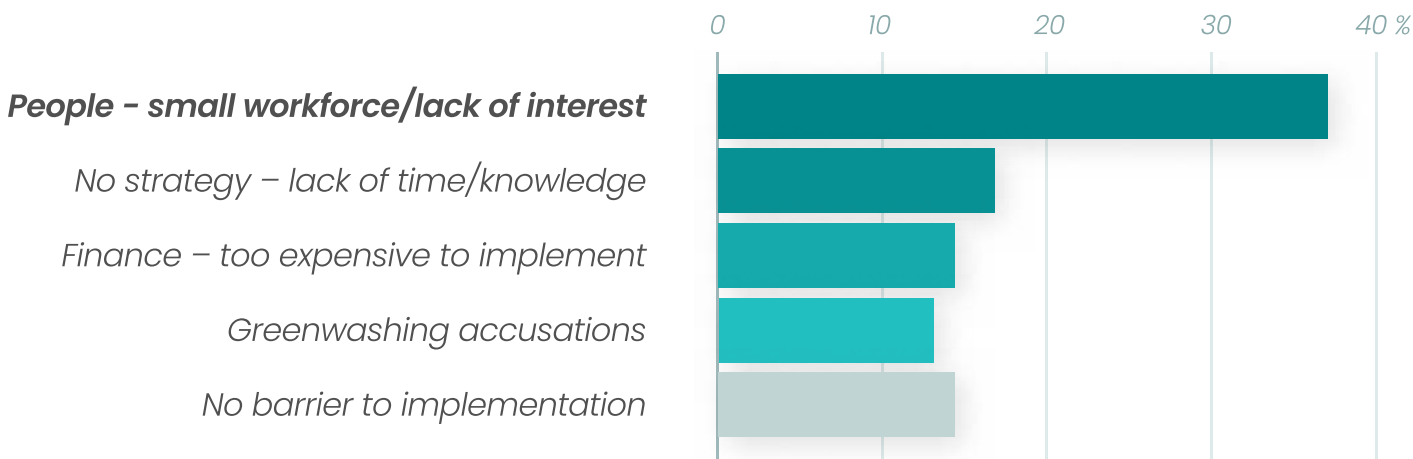 0 10 20 30 40 %
People - small workforce/lack of interest
No strategy – lack of time/knowledge
Finance – too expensive to implement
Greenwashing accusations
No barrier to implementation